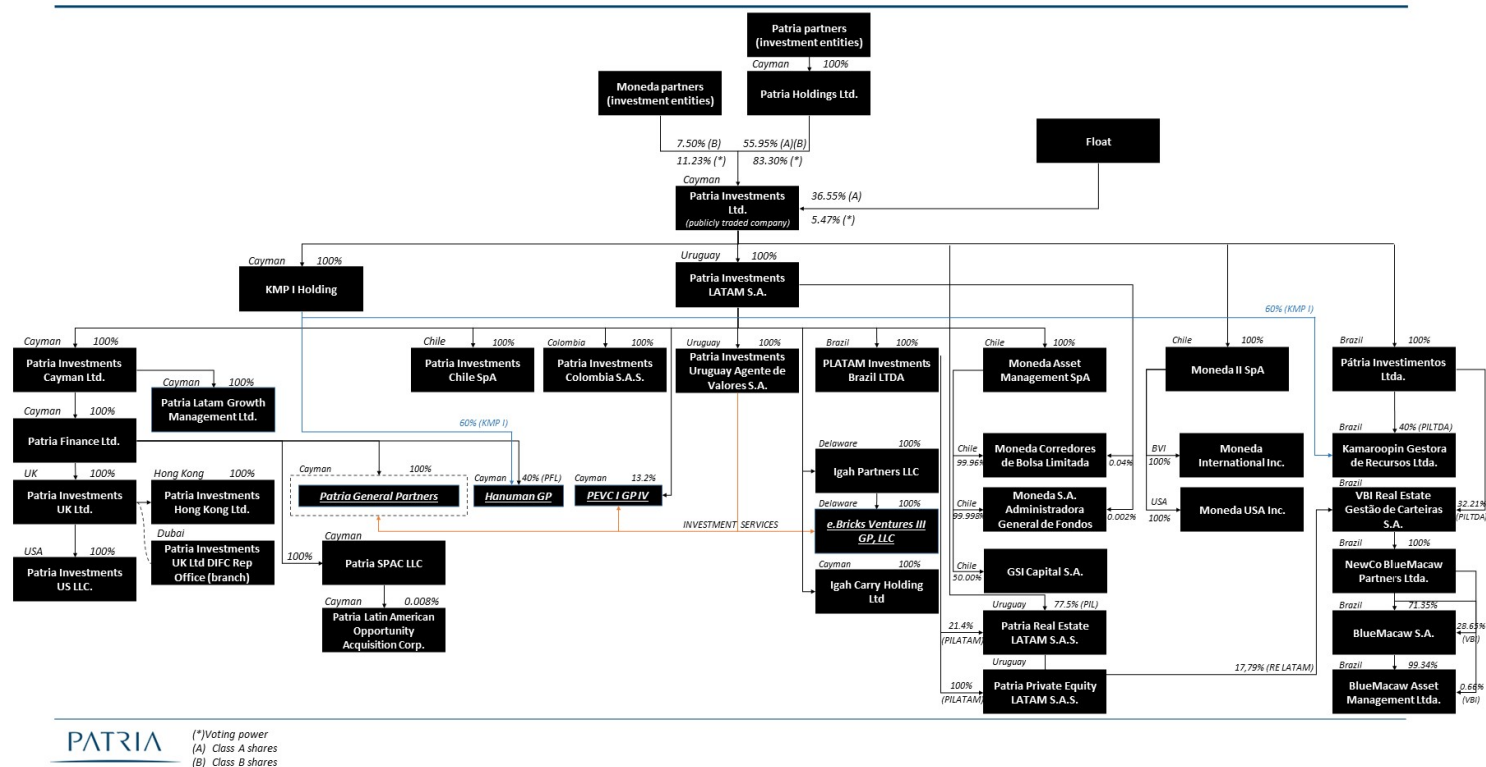 Patria partners
(investment entities)
Cayman 100%
Moneda partners
(investment entities)
Patria Holdings Ltd.
Float
7.50% (B) 55.95% (A)(B)
11.23% (*) 83.30% (*)
Cayman
Patria Investments
Ltd.
(publicly traded company)
36.55% (A)
5.47% (*)
Cayman 100%
KMP I Holding
Uruguay 100%
Patria Investments
LATAM S.A.
60% (KMP I)
Cayman 100%
Patria Investments
Cayman Ltd.
Chile 100%
Patria Investments
Chile SpA
Colombia 100%
Patria Investments
Colombia S.A.S.
Uruguay 100%
Patria Investments
Uruguay Agente de
Valores S.A.
Brazil 100%
PLATAM Investments
Brazil LTDA
Chile 100%
Moneda Asset
Management SpA
Chile 100%
Moneda II SpA
Brazil 100%
Pátria Investimentos
Ltda.
Cayman 100%
Patria Latam Growth
Management Ltd.
Cayman 100%
Patria Finance Ltd.
60% (KMP I)
UK 100%
Patria Investments
UK Ltd.
Hong Kong 100%
Patria Investments
Hong Kong Ltd.
Dubai
Patria Investments
UK Ltd DIFC Rep
Office (branch)
USA 100%
Patria Investments
US LLC.
Cayman 100%
Patria General Partners
Cayman 40% (PFL)
Hanuman GP
Cayman 13.2%
PEVC I GP IV
INVESTMENT SERVICES
100%
Cayman
Patria SPAC LLC
Cayman 0.008%
Patria Latin American
Opportunity
Acquisition Corp.
Delaware 100%
Igah Partners LLC
Delaware 100%
e.Bricks Ventures III
GP, LLC
Cayman 100%
Igah Carry Holding
Ltd
Chile
99.96%
Moneda Corredores
de Bolsa Limitada
0.04%
Chile
99.998%
Moneda S.A.
Administradora
General de Fondos
0.002%
Chile
50.00%
GSI Capital S.A.
Uruguay 77.5% (PIL)
21.4%
(PILATAM)
Patria Real Estate
LATAM S.A.S.
Uruguay
100%
(PILATAM)
Patria Private Equity
LATAM S.A.S.
17,79% (RE LATAM)
BVI
100%
Moneda
International Inc.
USA
100%
Moneda USA Inc.
Brazil 40% (PILTDA)
Kamaroopin Gestora
de Recursos Ltda.
Brazil
VBI Real Estate
Gestão de Carteiras
S.A.
32.21%
(PILTDA)
Brazil 100%
NewCo BlueMacaw
Partners Ltda.
Brazil 71.35%
BlueMacaw S.A.
28.65%
(VBI)
Brazil 99.34%
BlueMacaw Asset
Management Ltda.
0.66%
(VBI)
PATRIA
(*)Voting power
(A) Class A shares
(B) Class B shares